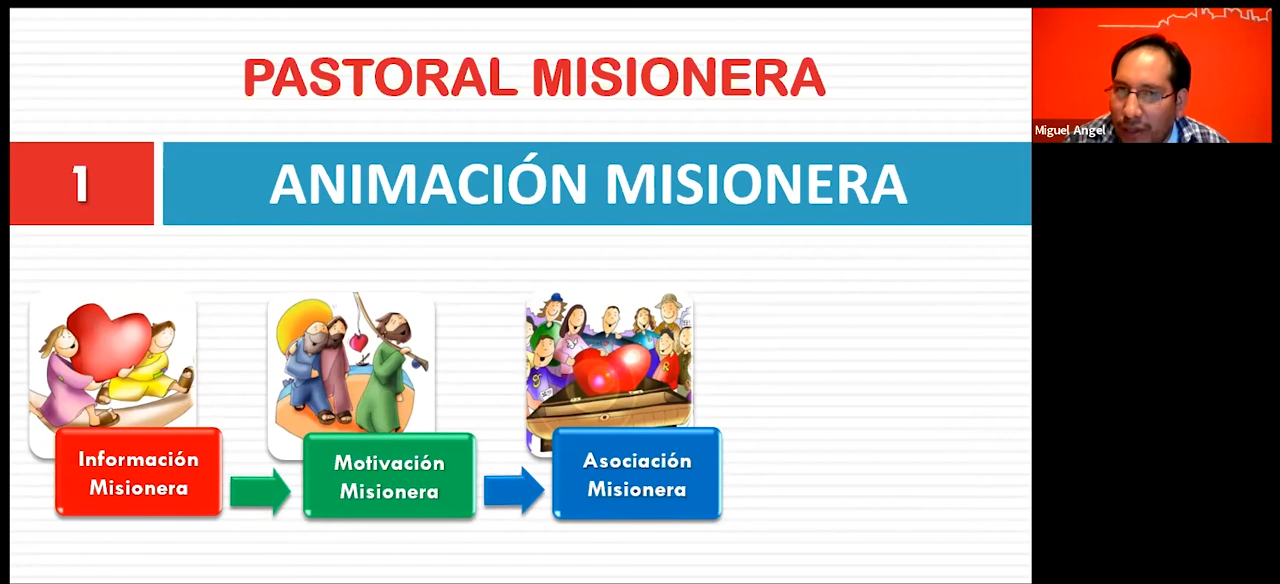 PASTORAL MISIONERA
1
ANIMACIÓN MISIONERA
Información
Misionera
Motivación
Misionera
Asociación
Misionera
Miguel Angel